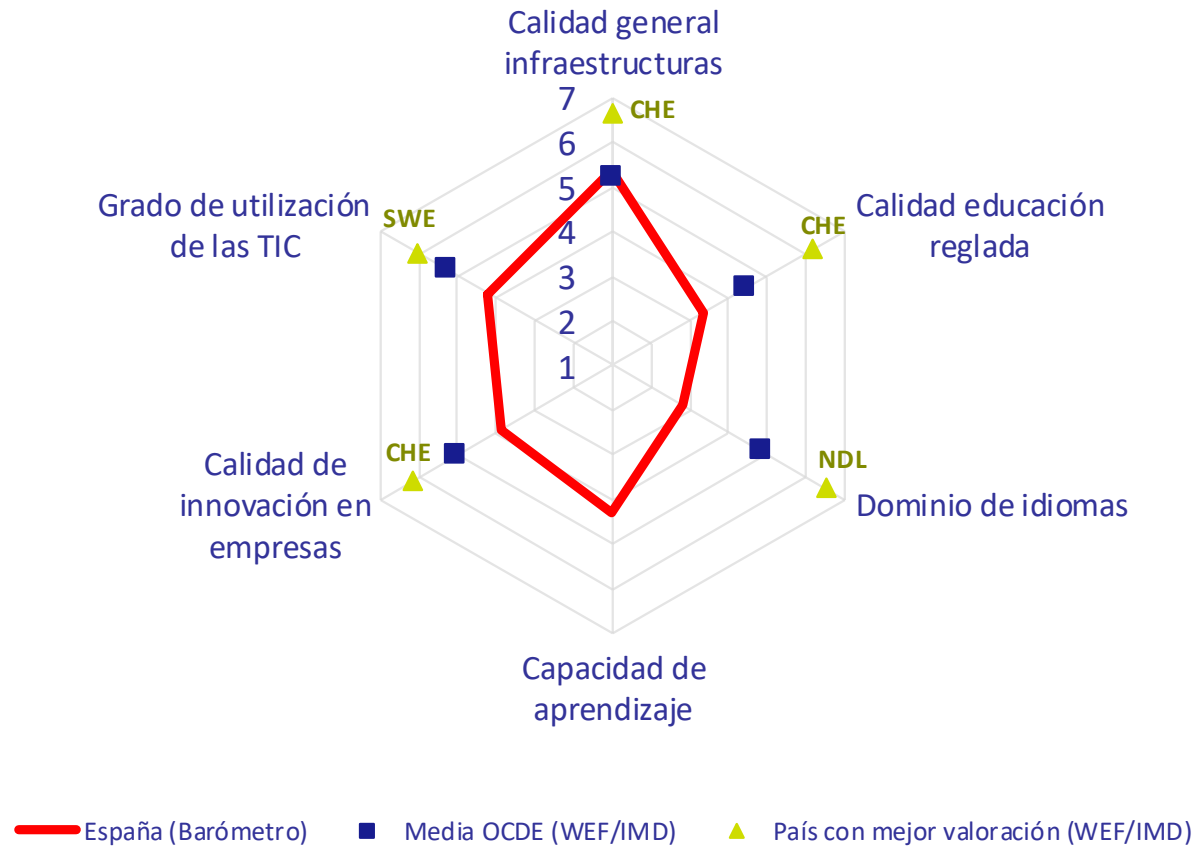 Calidad general
infraestructuras
7
CHE
6
5
4
3
2
1
Grado de utilización
de las TIC
SWE
CHE
Calidad educación
reglada
Calidad de
innovación en
empresas
CHE
NDL
Dominio de idiomas
Capacidad de
aprendizaje
España (Barómetro)
Media OCDE (WEF/IMD)
País con mejor valoración (WEF/IMD)